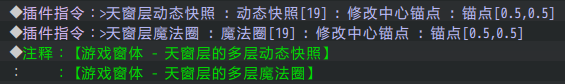 ◆插件指令：>天窗层动态快照 : 动态快照[19] : 修改中心锚点 : 锚点[0.5,0.5]
◆插件指令：>天窗层魔法圈 : 魔法圈[19] : 修改中心锚点 : 锚点[0.5,0.5]
◆注释：【游戏窗体 - 天窗层的多层动态快照】
：　　：【游戏窗体 - 天窗层的多层魔法圈】